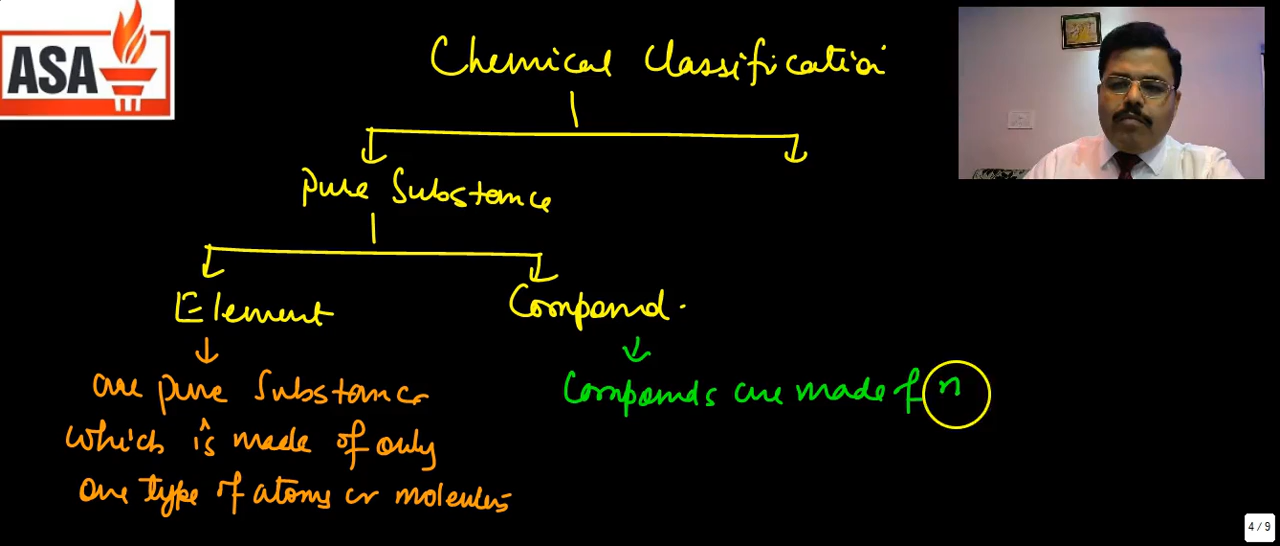 ASA
Chemical Classification
Pure Substance
Element
Compound.
are pure Substance
Compounds are made of n
which is made of only
one type of atoms or molecules
4 / 9